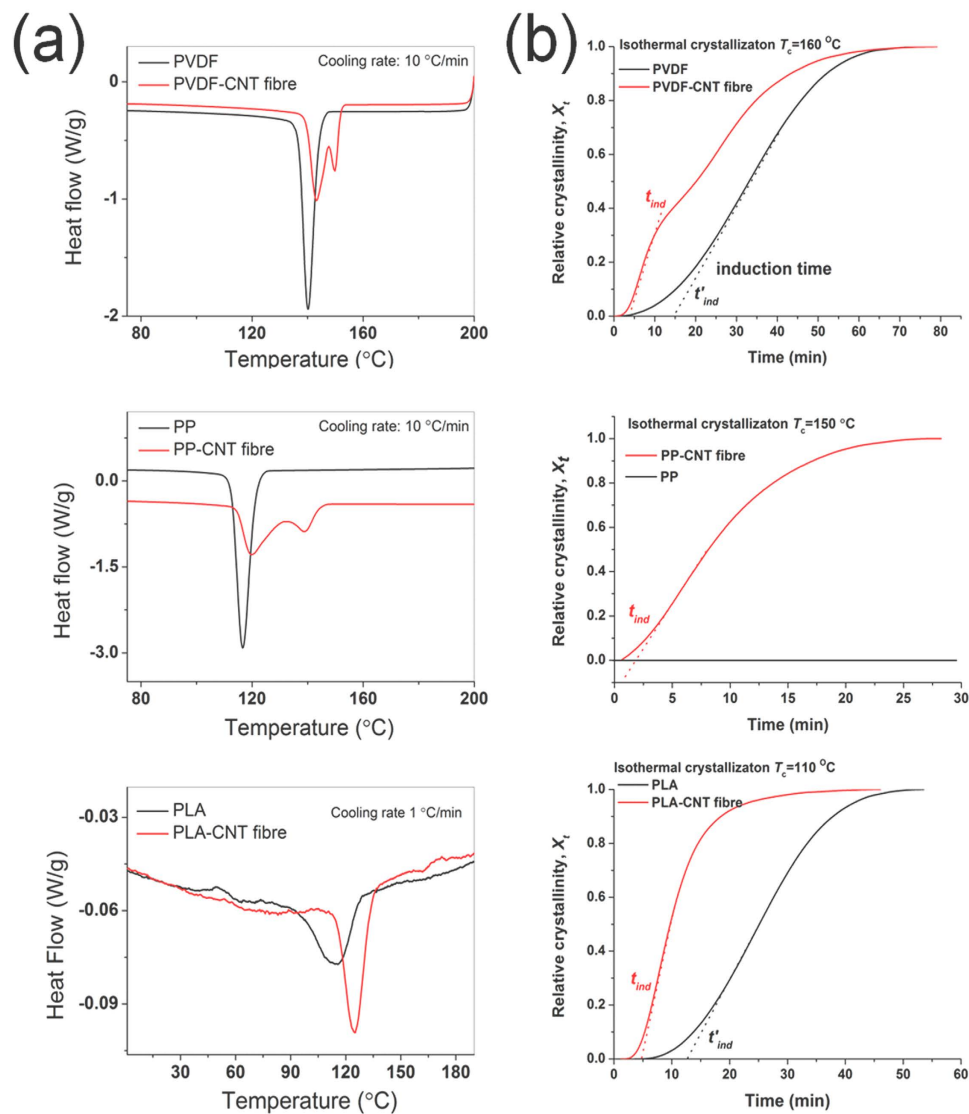 (a)
PVDF
PVDF-CNT fibre
Cooling rate: 10 °C/min
Heat flow (W/g)
0
-1
-2
80
120
160
200
Temperature (°C)
PP
PP-CNT fibre
Cooling rate: 10 °C/min
Heat flow (W/g)
0.0
-1.5
-3.0
80
120
160
200
Temperature (°C)
PLA
PLA-CNT fibre
Cooling rate 1 °C/min
Heat Flow (W/g)
-0.03
-0.06
-0.09
30
60
90
120
150
180
Temperature (°C)
(b)
Isothermal crystallizaton Tc=160 °C
PVDF
PVDF-CNT fibre
Relative crystallinity, Xt
1.0
0.8
0.6
0.4
0.2
0.0
tind
induction time
t'ind
0
10
20
30
40
50
60
70
80
Time (min)
Isothermal crystallizaton Tc=150 °C
PP-CNT fibre
PP
Relative crystallinity, Xt
1.0
0.8
0.6
0.4
0.2
0.0
tind
0
5
10
15
20
25
30
Time (min)
Isothermal crystallizaton Tc=110 °C
PLA
PLA-CNT fibre
Relative crystallinity, Xt
1.0
0.8
0.6
0.4
0.2
0.0
tind
t'ind
0
10
20
30
40
50
60
Time (min)